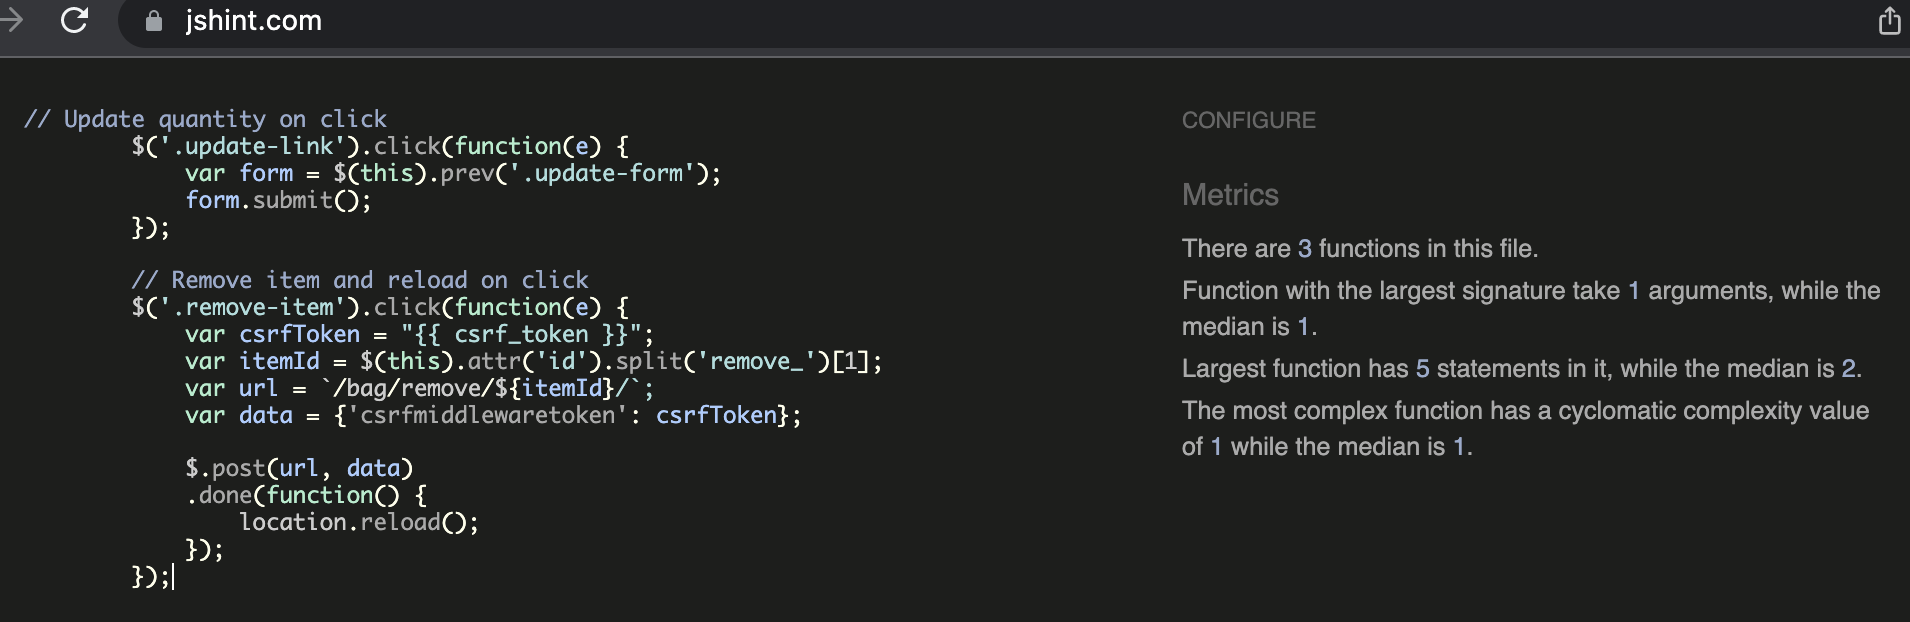 jshint.com
// Update quantity on click
$('.update-link').click(function(e) {
var form = $(this).prev('.update-form');
form.submit();
});
// Remove item and reload on click
$('.remove-item').click(function(e) {
var csrfToken = "{{ csrf_token }}";
var itemId = $(this).attr('id').split('remove_')[1];
var url = `/bag/remove/${itemId}/`;
var data = {'csrfmiddlewaretoken': csrfToken};
$.post(url, data)
.done(function() {
location.reload();
});
});
CONFIGURE
Metrics
There are 3 functions in this file.
Function with the largest signature take 1 arguments, while the
median is 1.
Largest function has 5 statements in it, while the median is 2.
The most complex function has a cyclomatic complexity value
of 1 while the median is 1.